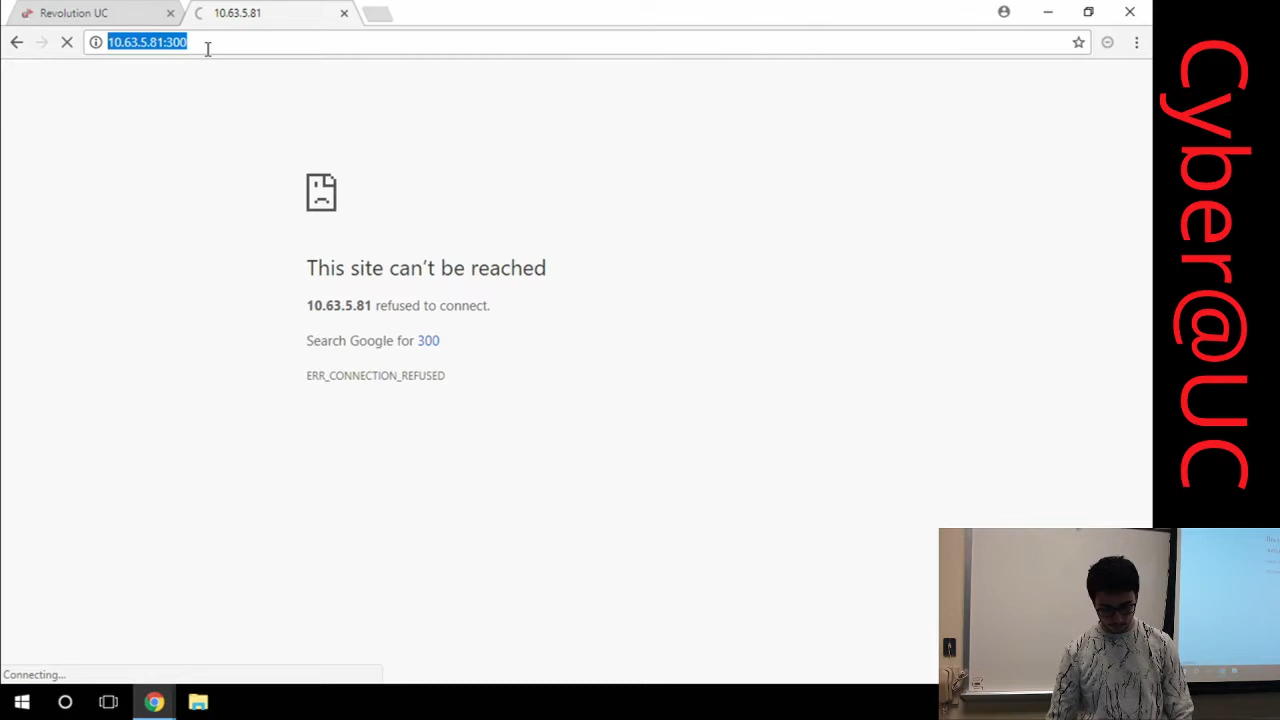 Revolution UC
10.63.5.81
10.63.5.81:300
This site can't be reached
10.63.5.81 refused to connect.
Search Google for 300
ERR_CONNECTION_REFUSED
Connecting...
Cyber@UC